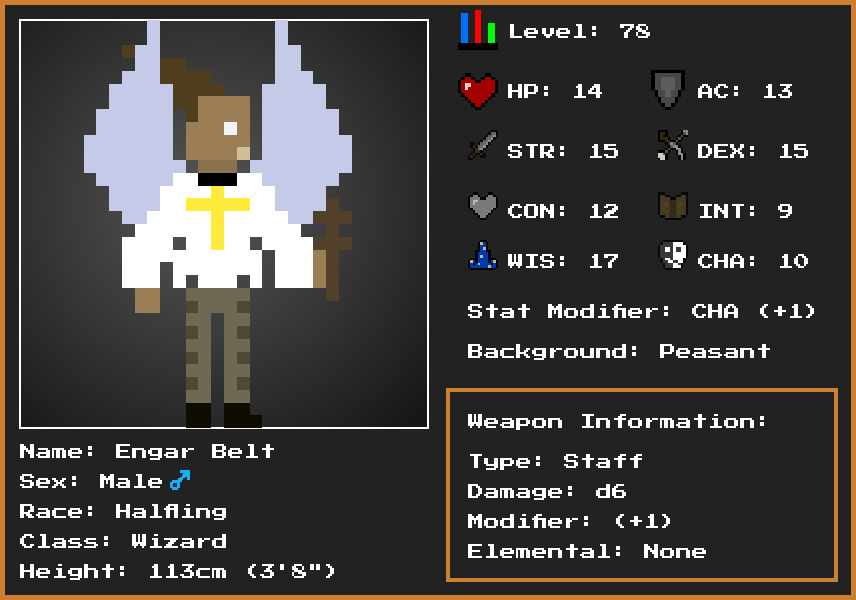 Level: 78
HP: 14
AC: 13
STR: 15
DEX: 15
CON: 12
INT: 9
WIS: 17
CHA: 10
Stat Modifier: CHA (+1)
Background: Peasant
Weapon Information:
Type: Staff
Damage: d6
Modifier: (+1)
Elemental: None
Name: Engar Belt
Sex: Male♂
Race: Halfling
Class: Wizard
Height: 113cm (3'8")